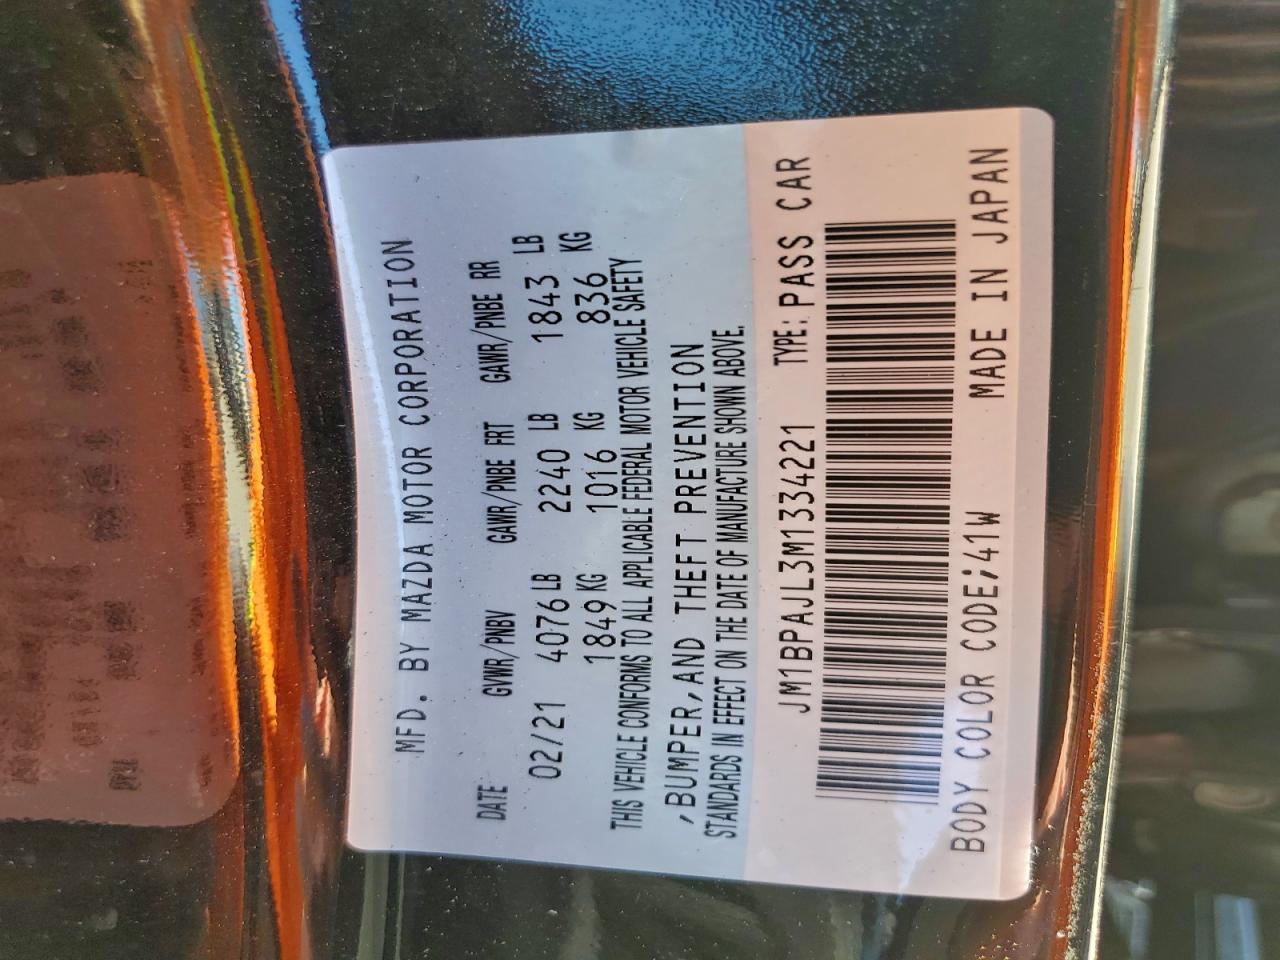 MFD. BY MAZDA MOTOR CORPORATION
DATE GVWR/PNBV GAWR/PNBE FRT GAWR/PNBE RR
02/21 4076 LB 2240 LB 1843 LB
1849 KG 1016 KG 836 KG
THIS VEHICLE CONFORMS TO ALL APPLICABLE FEDERAL MOTOR VEHICLE SAFETY
,BUMPER,AND THEFT PREVENTION
STANDARDS IN EFFECT ON THE DATE OF MANUFACTURE SHOWN ABOVE.
JM1BPAJL3M1334221 TYPE: PASS CAR
BODY COLOR CODE;41W MADE IN JAPAN